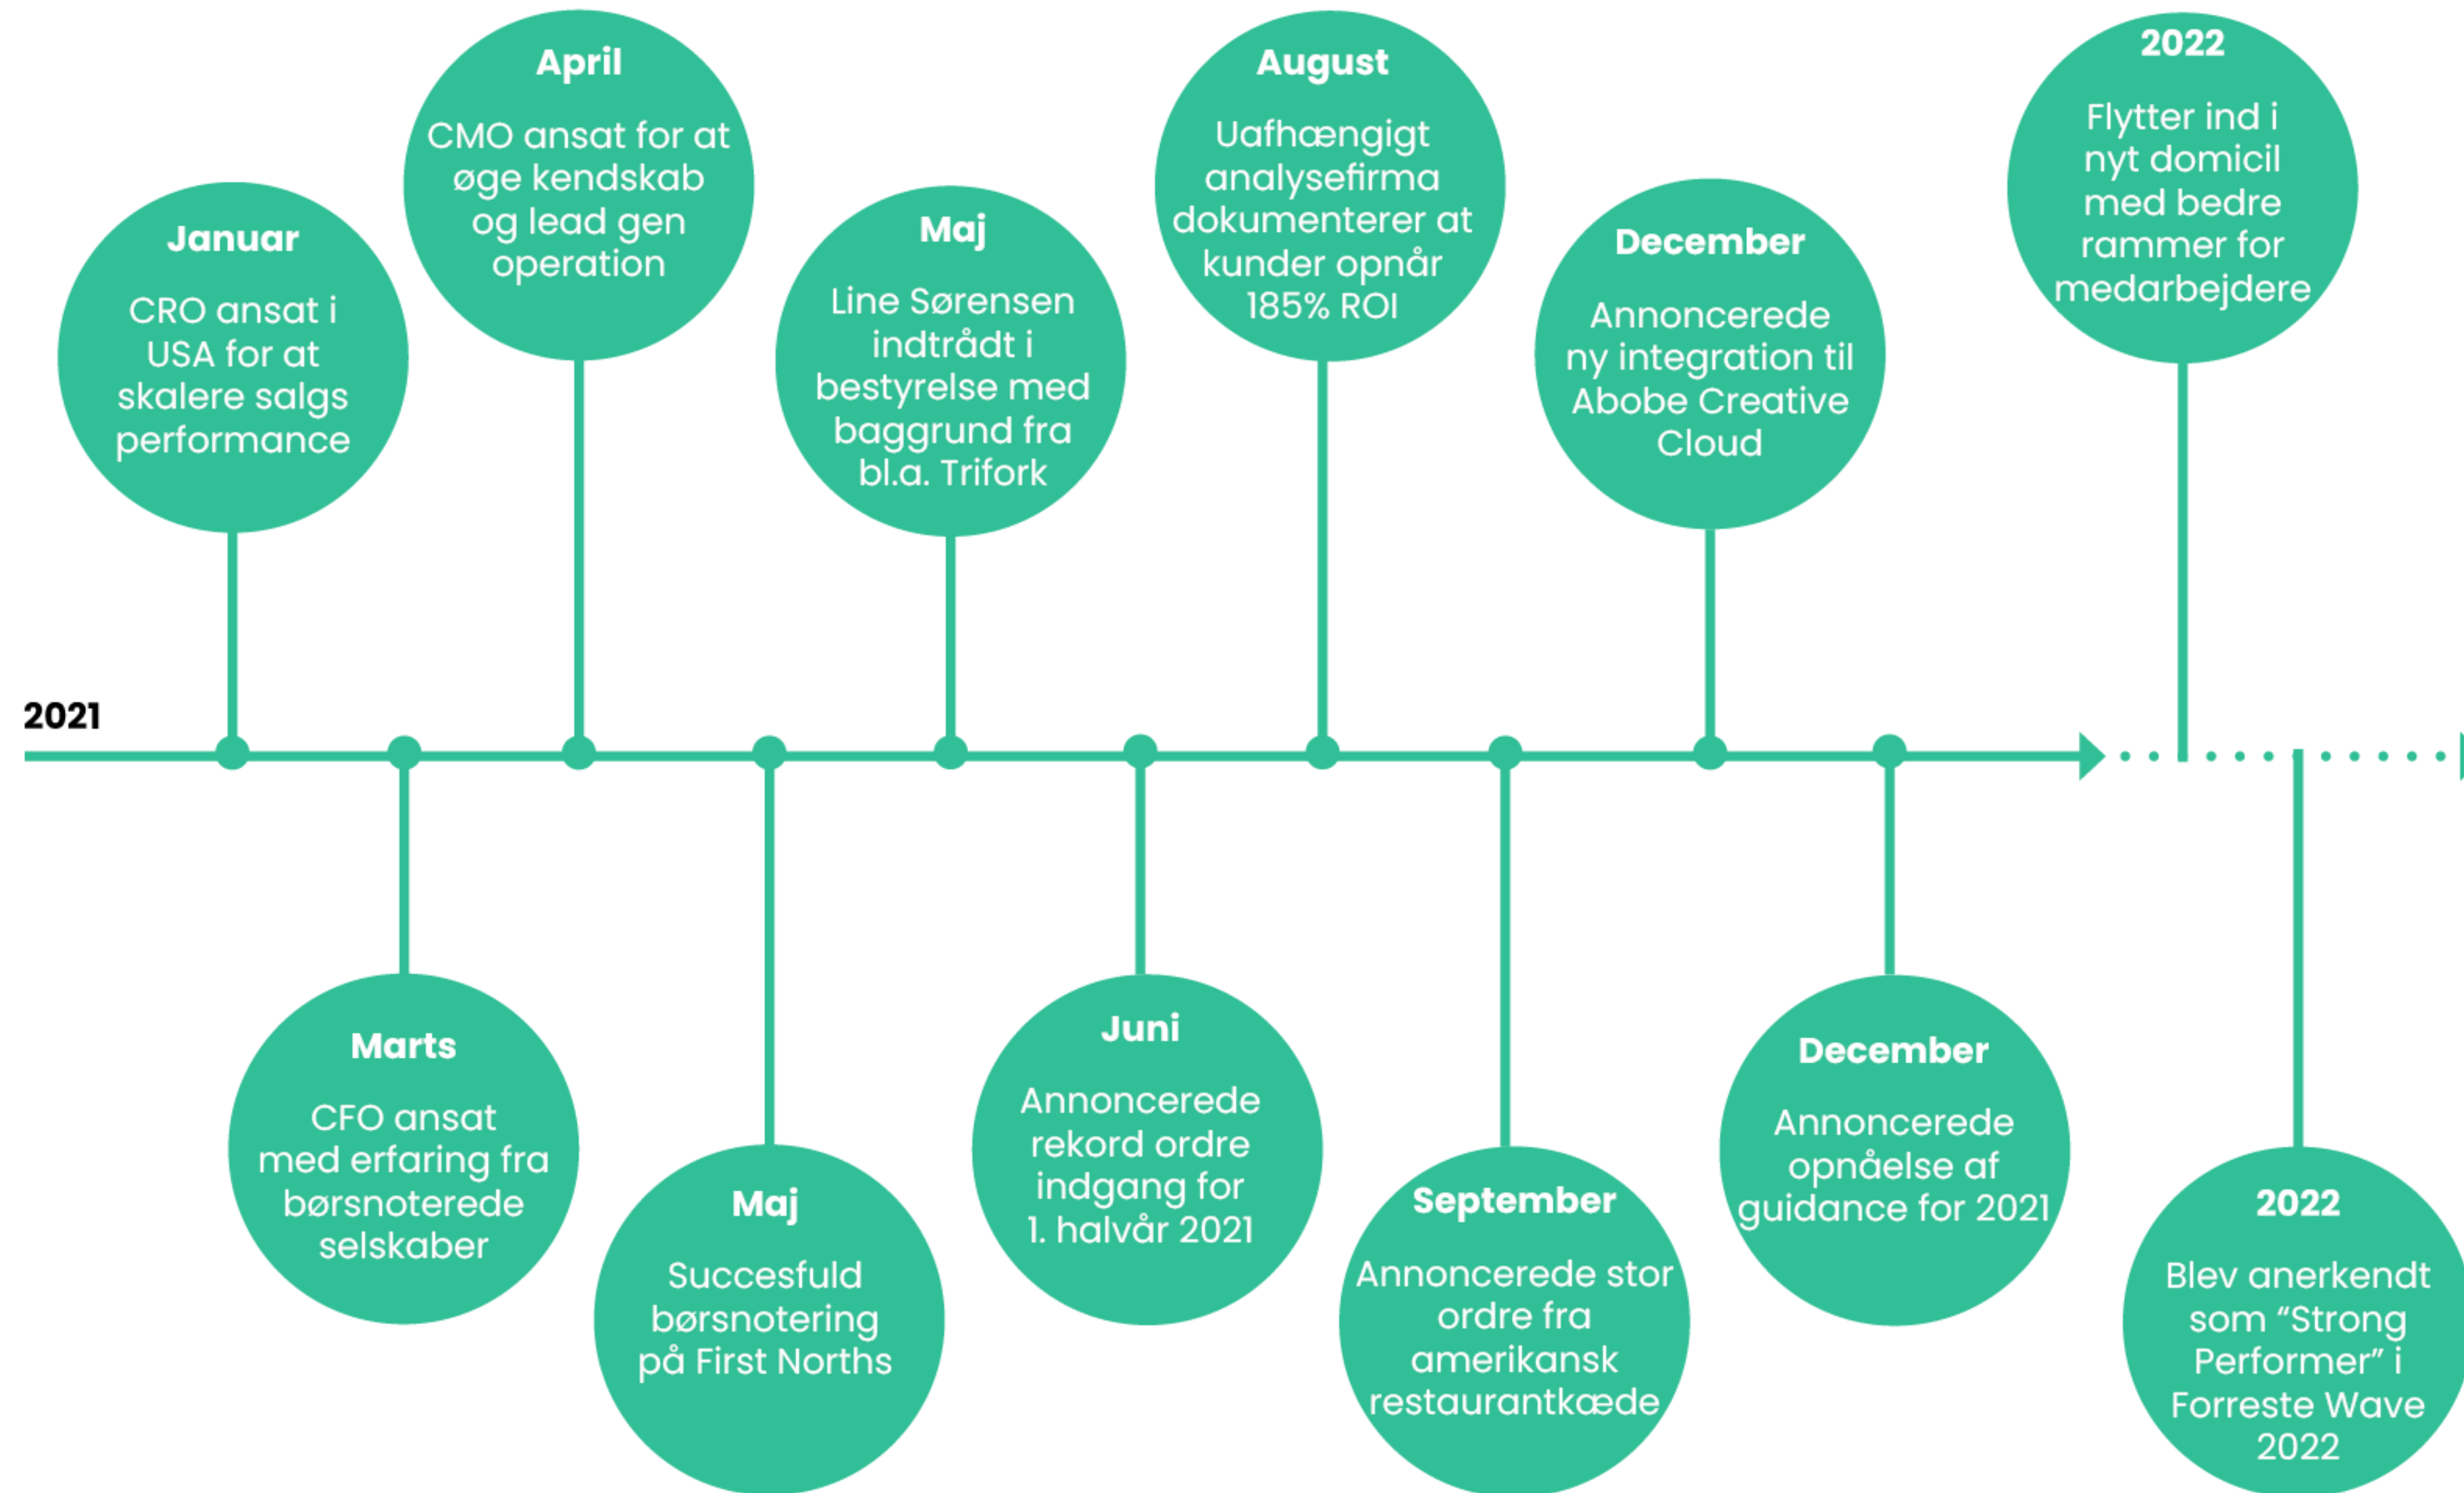 2021
Januar
CRO ansat i
USA for at
skalere salgs
performance
Marts
CFO ansat
med erfaring fra
børsnoterede
selskaber
April
CMO ansat for at
øge kendskab
og lead gen
operation
Maj
Succesfuld
børsnotering
på First Norths
Maj
Line Sørensen
indtrådt i
bestyrelse med
baggrund fra
bl.a. Trifork
Juni
Annoncerede
rekord ordre
indgang for
1. halvår 2021
August
Uafhængigt
analysefirma
dokumenterer at
kunder opnår
185% ROI
September
Annoncerede stor
ordre fra
amerikansk
restaurantkæde
December
Annoncerede
ny integration til
Abobe Creative
Cloud
December
Annoncerede
opnåelse af
guidance for 2021
2022
Flytter ind i
nyt domicil
med bedre
rammer for
medarbejdere
2022
Blev anerkendt
som “Strong
Performer” i
Forreste Wave
2022